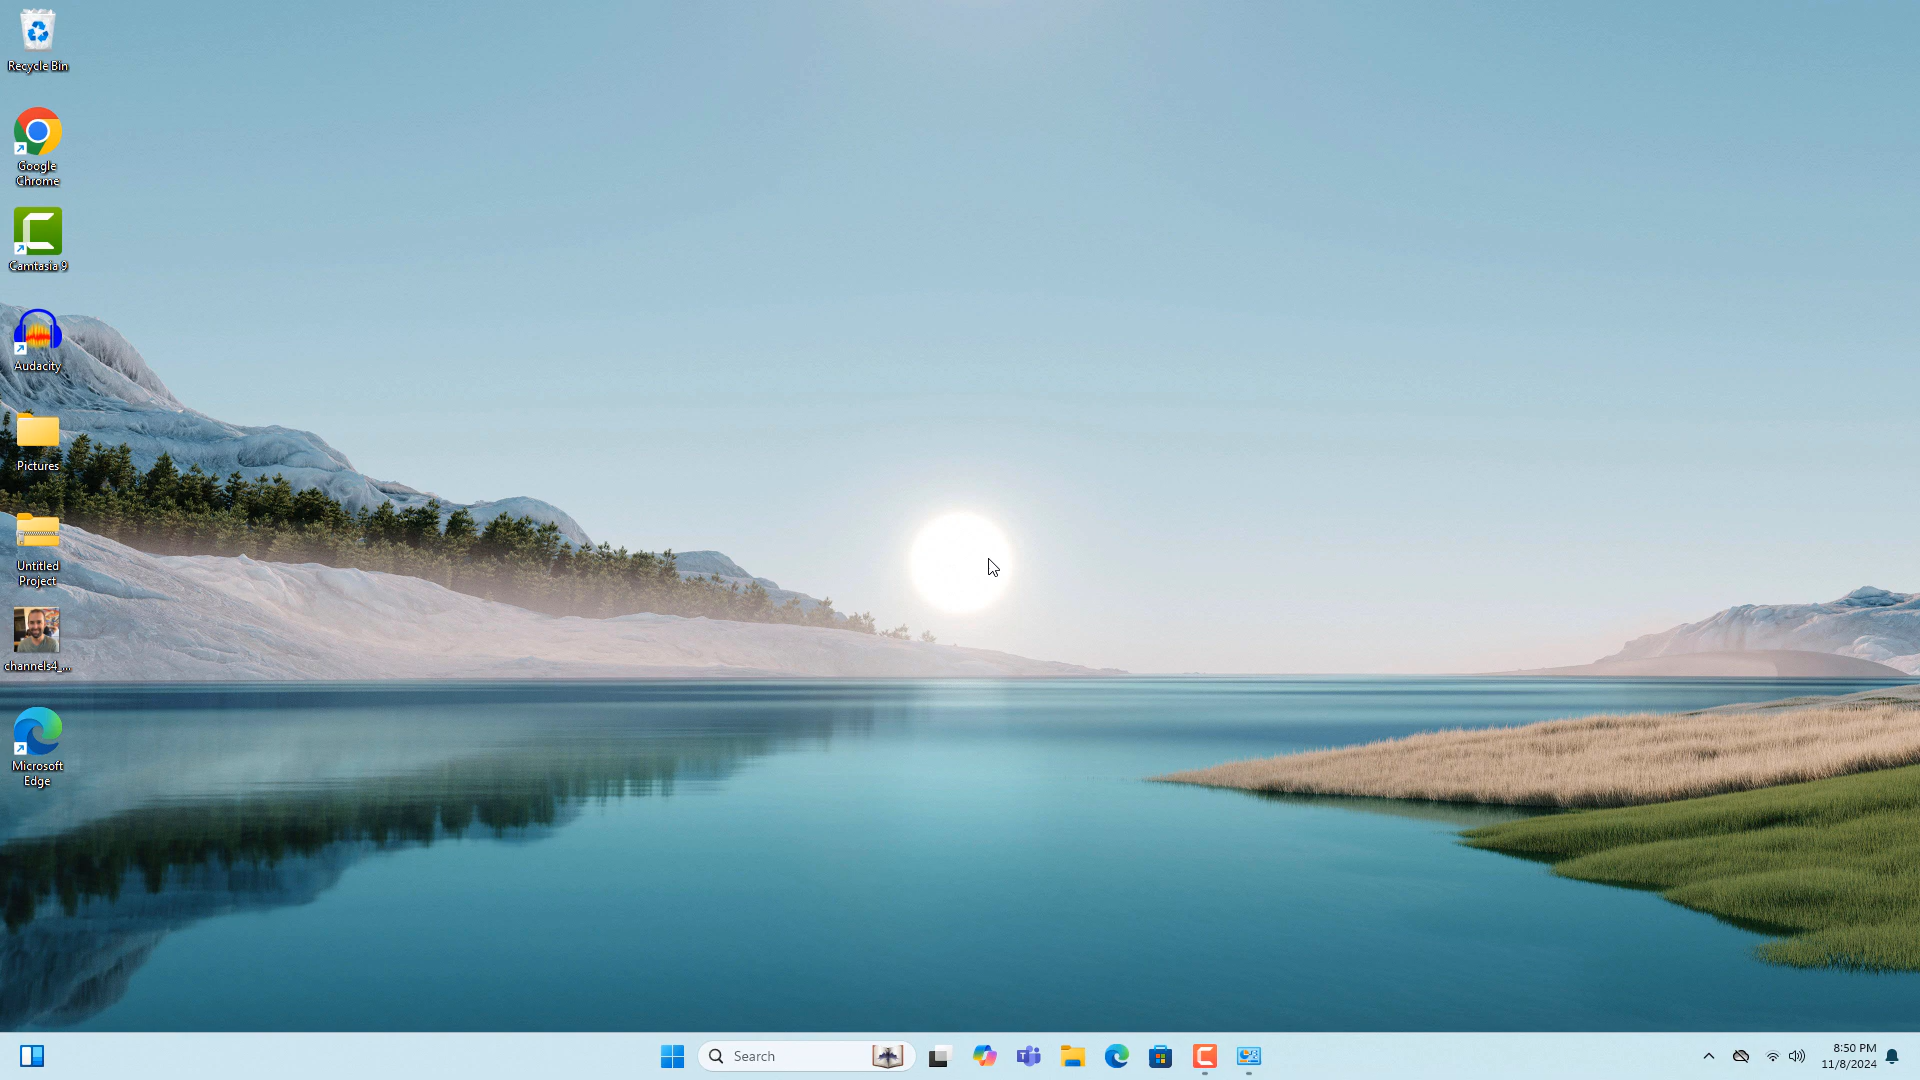 Recycle Bin
Google
Chrome
Camtasia 9
Audacity
Pictures
Untitled
Project
channels4_...
Microsoft
Edge
Search
8:50 PM
11/8/2024